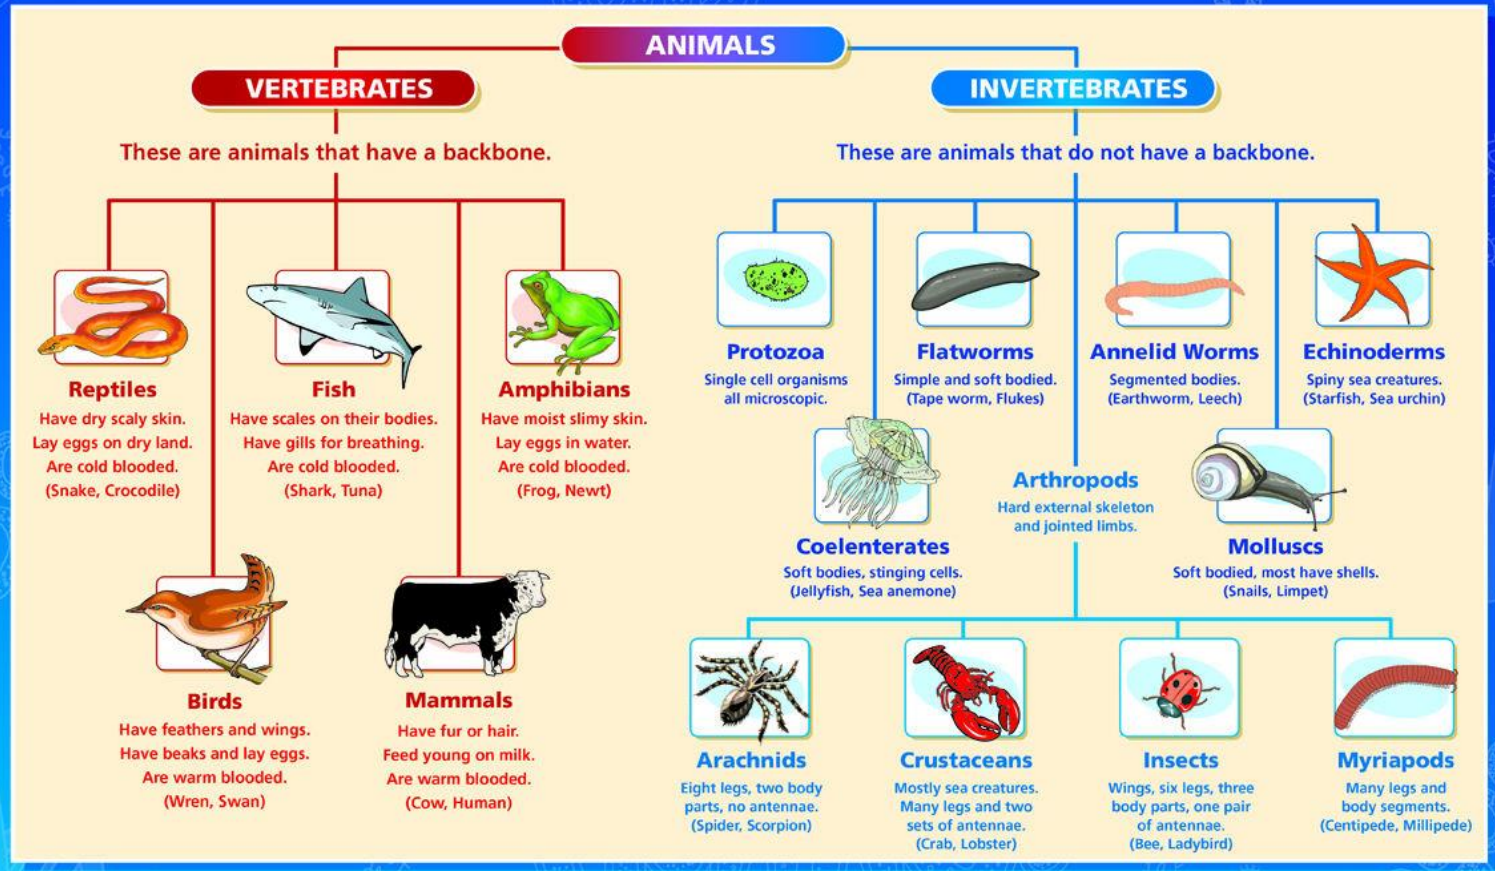 ANIMALS
VERTEBRATES
These are animals that have a backbone.
Reptiles
Have dry scaly skin.
Lay eggs on dry land.
Are cold blooded.
(Snake, Crocodile)
Fish
Have scales on their bodies.
Have gills for breathing.
Are cold blooded.
(Shark, Tuna)
Amphibians
Have moist slimy skin.
Lay eggs in water.
Are cold blooded.
(Frog, Newt)
Birds
Have feathers and wings.
Have beaks and lay eggs.
Are warm blooded.
(Wren, Swan)
Mammals
Have fur or hair.
Feed young on milk.
Are warm blooded.
(Cow, Human)
INVERTEBRATES
These are animals that do not have a backbone.
Protozoa
Single cell organisms
all microscopic.
Flatworms
Simple and soft bodied.
(Tape worm, Flukes)
Annelid Worms
Segmented bodies.
(Earthworm, Leech)
Echinoderms
Spiny sea creatures.
(Starfish, Sea urchin)
Coelenterates
Soft bodies, stinging cells.
(Jellyfish, Sea anemone)
Arthropods
Hard external skeleton
and jointed limbs.
Molluscs
Soft bodied, most have shells.
(Snails, Limpet)
Arachnids
Eight legs, two body
parts, no antennae.
(Spider, Scorpion)
Crustaceans
Mostly sea creatures.
Many legs and two
sets of antennae.
(Crab, Lobster)
Insects
Wings, six legs, three
body parts, one pair
of antennae.
(Bee, Ladybird)
Myriapods
Many legs and
body segments.
(Centipede, Millipede)